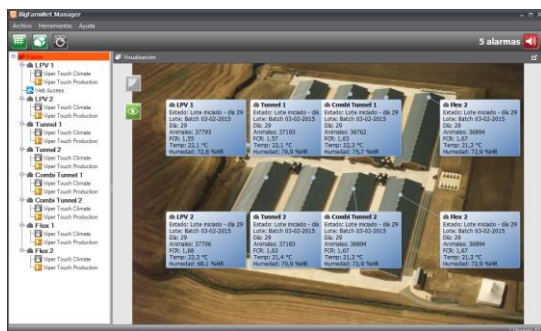 BigFarmNet Manager
Archivo Herramientas Ayuda
5 alarmas
Visualización
LPV 1
Viper Touch Climate
Viper Touch Production
Web Access
LPV 2
Viper Touch Climate
Viper Touch Production
Tunnel 1
Viper Touch Climate
Viper Touch Production
Tunnel 2
Viper Touch Climate
Viper Touch Production
Combi Tunnel 1
Viper Touch Climate
Viper Touch Production
Combi Tunnel 2
Viper Touch Climate
Viper Touch Production
Flex 1
Viper Touch Climate
Viper Touch Production
Flex 2
Viper Touch Climate
Viper Touch Production
LPV 1
Estado: Lote iniciado - día 29
Lote: Batch 03-02-2015
Día: 29
Animales: 37793
FCR: 1,55
Temp: 22,1 °C
Humedad: 72,8 %HR
Tunnel 1
Estado: Lote iniciado - día
Lote: Batch 03-02-2015
Día: 29
Animales: 37193
FCR: 1,57
Temp: 22,1 °C
Humedad: 70,9 %HR
Combi Tunnel 1
Estado: Lote iniciado - día 29
Lote: Batch 03-02-2015
Día: 29
Animales: 36762
FCR: 1,63
Temp: 22,3 °C
Humedad: 75,7 %HR
Flex 2
Estado: Lote iniciado - día 29
Lote: Batch 03-02-2015
Día: 29
Animales: 36894
FCR: 1,67
Temp: 21,3 °C
Humedad: 72,9 %HR
LPV 2
Estado: Lote iniciado - día 29
Lote: Batch 03-02-2015
Día: 29
Animales: 37706
FCR: 1,68
Temp: 22,3 °C
Humedad: 68,1 %HR
Tunnel 2
Estado: Lote iniciado - día
Lote: Batch 03-02-2015
Día: 29
Animales: 37183
FCR: 1,63
Temp: 21,4 °C
Humedad: 70,9 %HR
Combi Tunnel 2
Estado: Lote iniciado - día 29
Lote: Batch 03-02-2015
Día: 29
Animales: 36894
FCR: 1,67
Temp: 22,3 °C
Humedad: 72,9 %HR
Flex 2
Estado: Lote iniciado - día 29
Lote: Batch 03-02-2015
Día: 29
Animales: 36894
FCR: 1,67
Temp: 22,3 °C
Humedad: 72,9 %HR